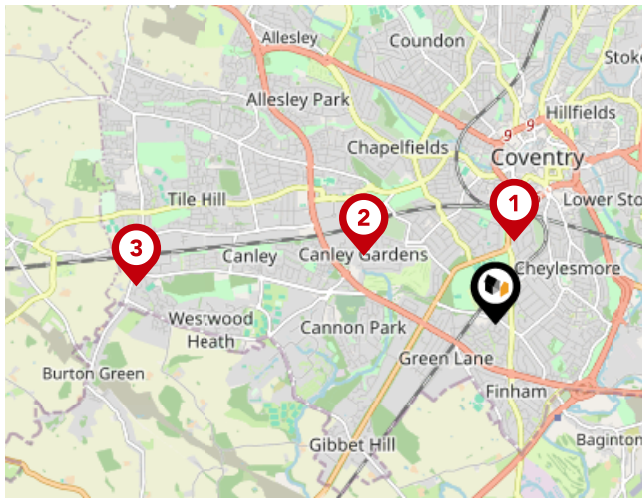 Allesley
Coundon
Stoke
Allesley Park
Hillfields
9
9
Chapelfields
Coventry
Tile Hill
1
Lower Sto
2
3
Canley
Canley Gardens
Cheylesmore
Westwood
Heath
Cannon Park
Green Lane
Burton Green
Finham
Gibbet Hill
Baginton